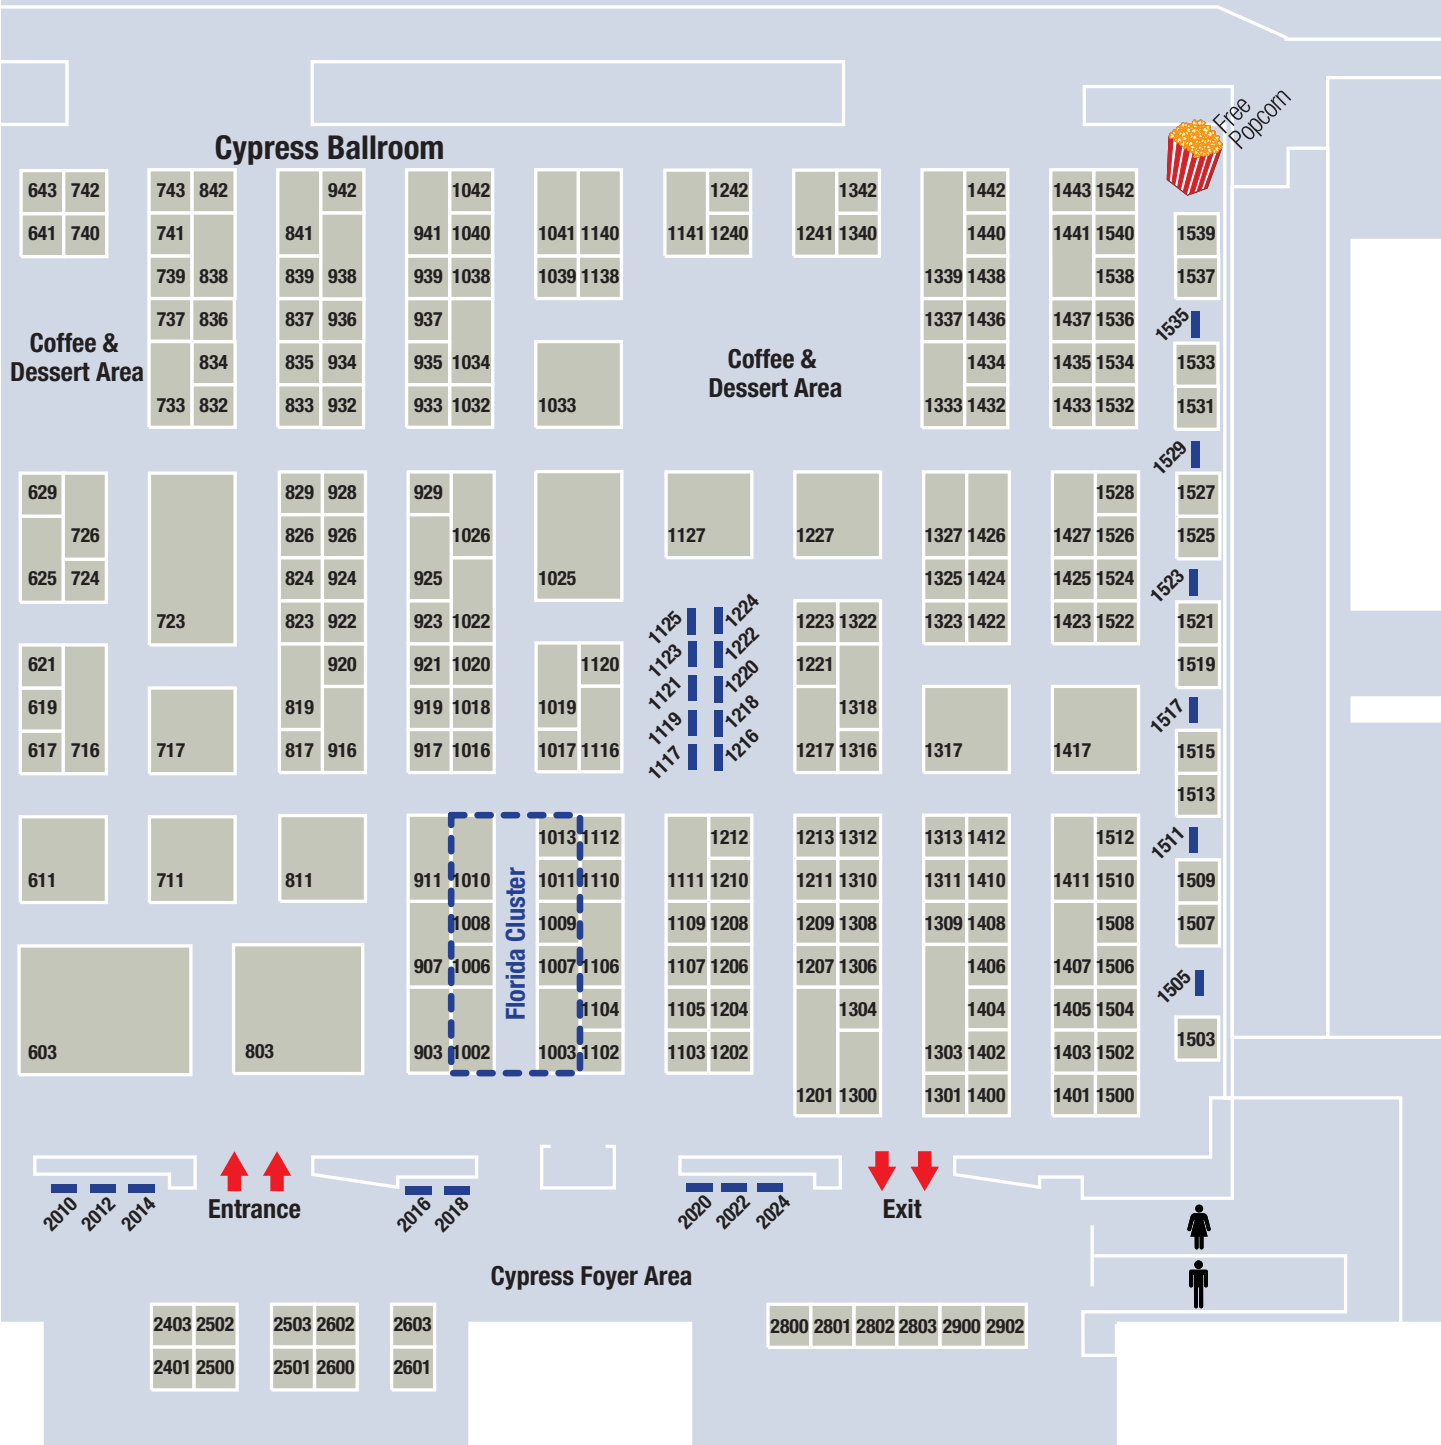 Free
Popcorn
Cypress Ballroom
643 742 743 842 942 1042 1242 1342 1442 1443 1542
641 740 741 841 941 1040 1041 1140 1141 1240 1241 1340 1440 1441 1540 1539
739 838 839 938 939 1038 1039 1138 1339 1438 1538 1537
737 836 837 936 937 1337 1436 1437 1536 1535
Coffee &
Dessert Area
834 835 934 935 1034
Coffee &
Dessert Area
1434 1435 1534 1533
733 832 833 932 933 1032 1033 1333 1432 1433 1532 1531
1529
629 829 928 929 1528 1527
726 826 926 1026 1127 1227 1327 1426 1427 1526 1525
625 724 824 924 925 1025 1325 1424 1425 1524 1523
723 823 922 923 1022 1125 1224 1223 1322 1323 1422 1423 1522 1521
621 920 921 1020 1120 1123 1222 1221 1519
619 819 919 1018 1019 1121 1220 1318 1517
1119 1218
617 716 717 817 916 917 1016 1017 1116 1117 1216 1217 1316 1317 1417 1515
1513
1013 1112 1212 1213 1312 1313 1412 1512 1511
611 711 811 911 1010 1011 1110 1111 1210 1211 1310 1311 1410 1411 1510 1509
Florida Cluster
1008 1009 1109 1208 1209 1308 1309 1408 1508 1507
907 1006 1007 1106 1107 1206 1207 1306 1406 1407 1506 1505
1104 1105 1204 1304 1404 1405 1504
603 803 903 1002 1003 1102 1103 1202 1303 1402 1403 1502 1503
1201 1300 1301 1400 1401 1500
2010 2012 2014 Entrance 2016 2018 2020 2022 2024 Exit
Cypress Foyer Area
2403 2502 2503 2602 2603 2800 2801 2802 2803 2900 2902
2401 2500 2501 2600 2601